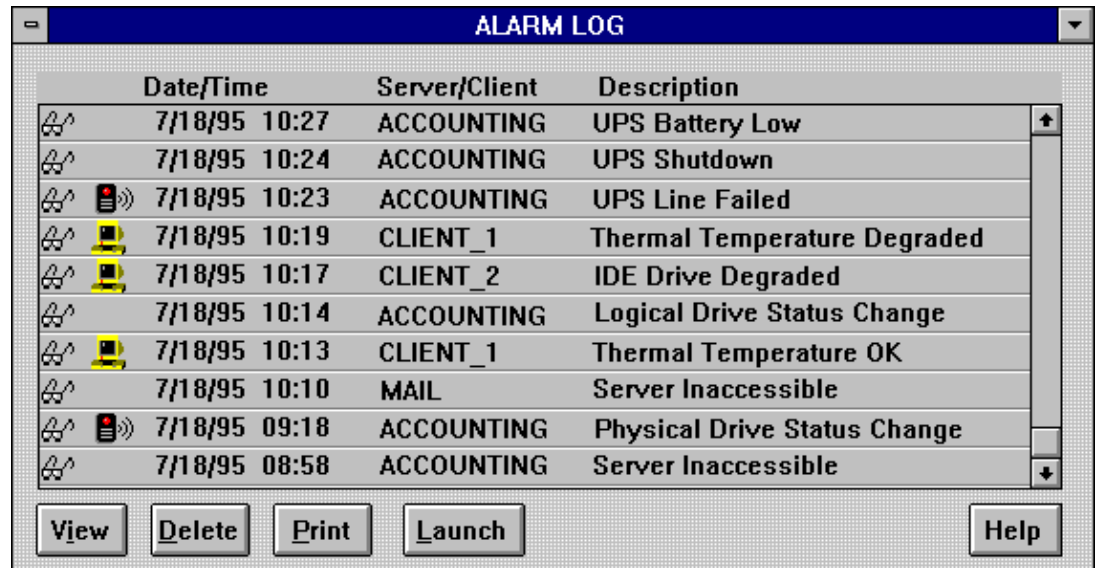 ALARM LOG
Date/Time Server/Client Description
7/18/95 10:27 ACCOUNTING UPS Battery Low
7/18/95 10:24 ACCOUNTING UPS Shutdown
7/18/95 10:23 ACCOUNTING UPS Line Failed
7/18/95 10:19 CLIENT_1 Thermal Temperature Degraded
7/18/95 10:17 CLIENT_2 IDE Drive Degraded
7/18/95 10:14 ACCOUNTING Logical Drive Status Change
7/18/95 10:13 CLIENT_1 Thermal Temperature OK
7/18/95 10:10 MAIL Server Inaccessible
7/18/95 09:18 ACCOUNTING Physical Drive Status Change
7/18/95 08:58 ACCOUNTING Server Inaccessible
View Delete Print Launch Help